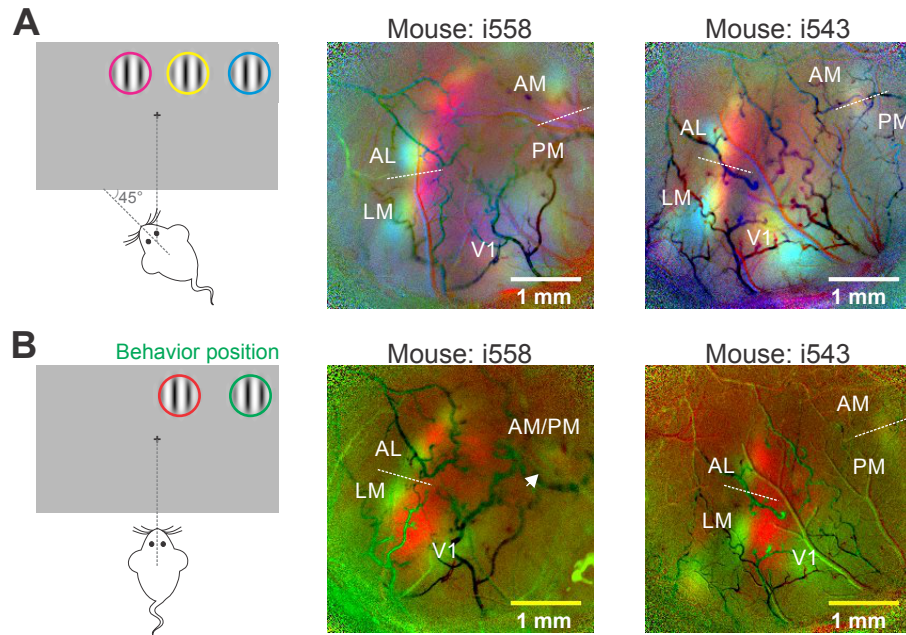 A
Mouse: i558
Mouse: i543
45°
AM
AL
PM
LM
V1
1 mm
AM
AL
PM
LM
V1
1 mm
B
Behavior position
Mouse: i558
Mouse: i543
AM/PM
AL
LM
V1
1 mm
AM
AL
PM
LM
V1
1 mm